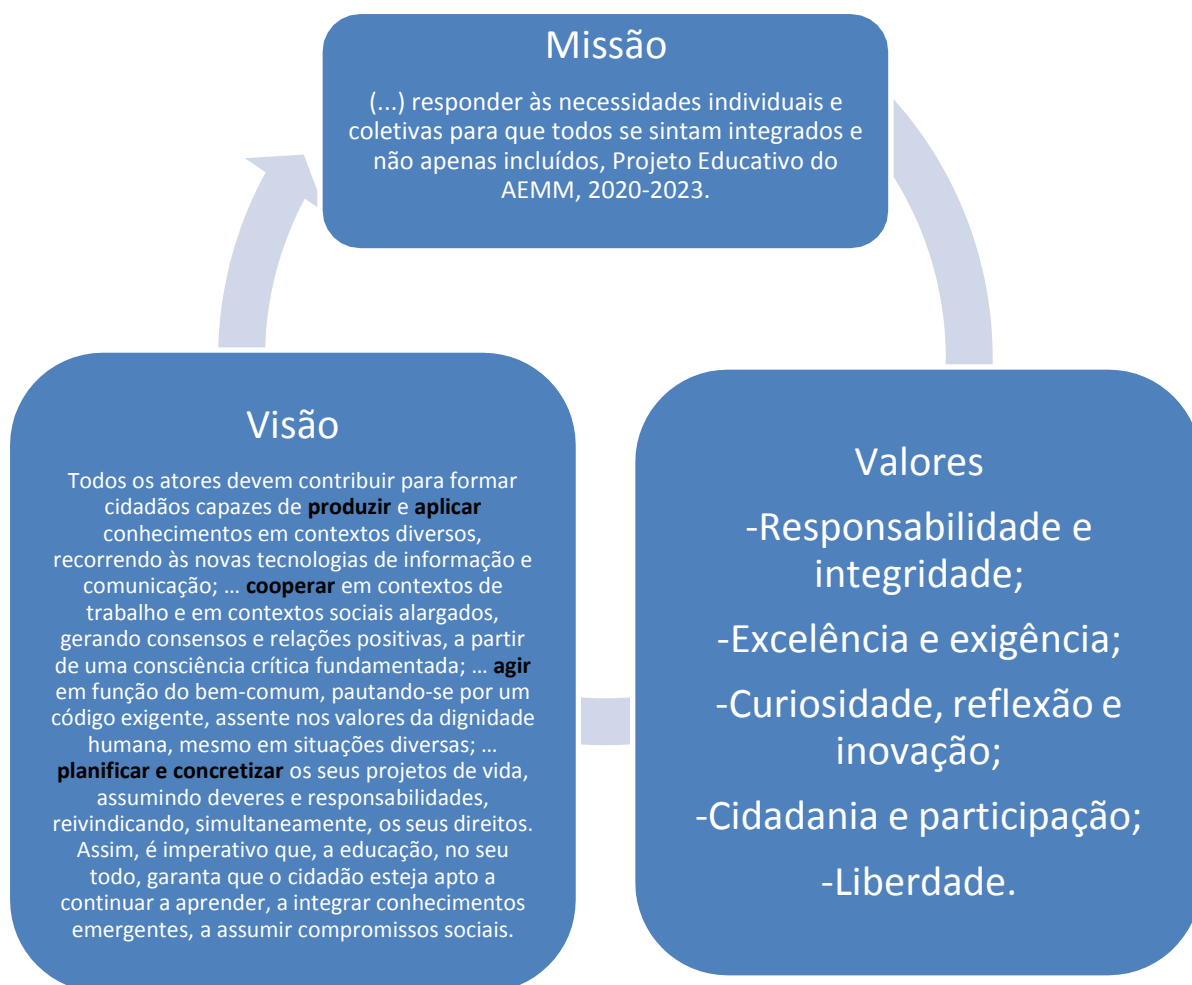 Missão
(...) responder às necessidades individuais e
coletivas para que todos se sintam integrados e
não apenas incluídos, Projeto Educativo do
AEMM, 2020-2023.
Visão
Todos os atores devem contribuir para formar
cidadãos capazes de produzir e aplicar
conhecimentos em contextos diversos,
recorrendo às novas tecnologias de informação e
comunicação; ... cooperar em contextos de
trabalho e em contextos sociais alargados,
gerando consensos e relações positivas, a partir
de uma consciência crítica fundamentada; ... agir
em função do bem-comum, pautando-se por um
código exigente, assente nos valores da dignidade
humana, mesmo em situações diversas; ...
planificar e concretizar os seus projetos de vida,
assumindo deveres e responsabilidades,
reivindicando, simultaneamente, os seus direitos.
Assim, é imperativo que, a educação, no seu
todo, garanta que o cidadão esteja apto a
continuar a aprender, a integrar conhecimentos
emergentes, a assumir compromissos sociais.
Valores
-Responsabilidade e
integridade;
-Excelência e exigência;
-Curiosidade, reflexão e
inovação;
-Cidadania e participação;
-Liberdade.